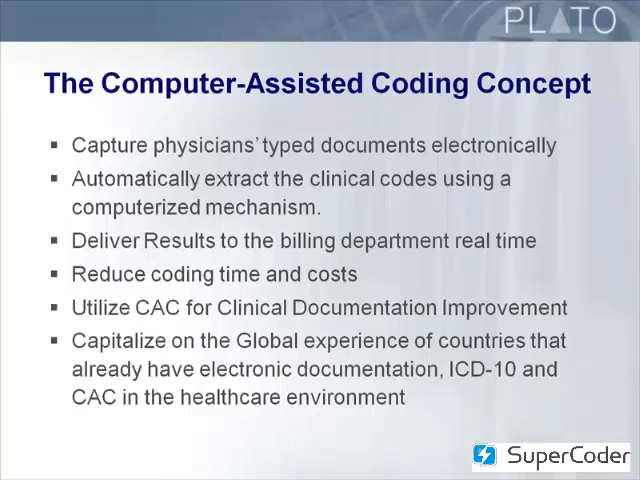 PLATO
The Computer-Assisted Coding Concept
▪ Capture physicians' typed documents electronically
▪ Automatically extract the clinical codes using a
computerized mechanism.
▪ Deliver Results to the billing department real time
▪ Reduce coding time and costs
▪ Utilize CAC for Clinical Documentation Improvement
▪ Capitalize on the Global experience of countries that
already have electronic documentation, ICD-10 and
CAC in the healthcare environment
SuperCoder